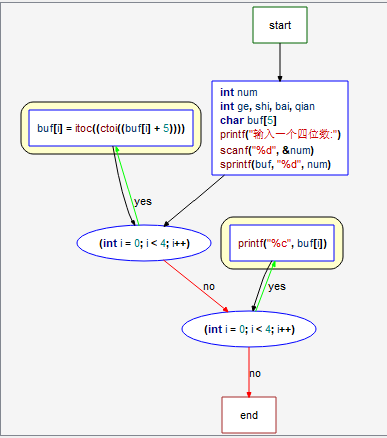 start
int num
int ge, shi, bai, qian
char buf[5]
printf("输入一个四位数:")
scanf("%d", &num)
sprintf(buf, "%d", num)
buf[i] = itoc((ctoi((buf[i] + 5))))
yes
(int i = 0; i < 4; i++)
printf("%c", buf[i])
no
yes
(int i = 0; i < 4; i++)
no
end